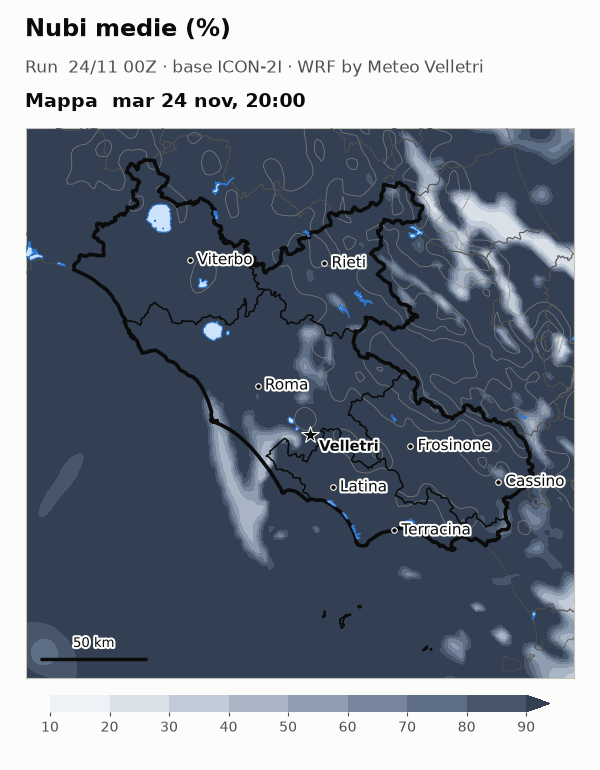 Nubi medie (%)
Run  24/11 00Z · base ICON-2I · WRF by Meteo Velletri
Mappa  mar 24 nov, 20:00
Viterbo
Rieti
Roma
Velletri
Frosinone
Latina
Cassino
Terracina
50 km
10 20 30 40 50 60 70 80 90